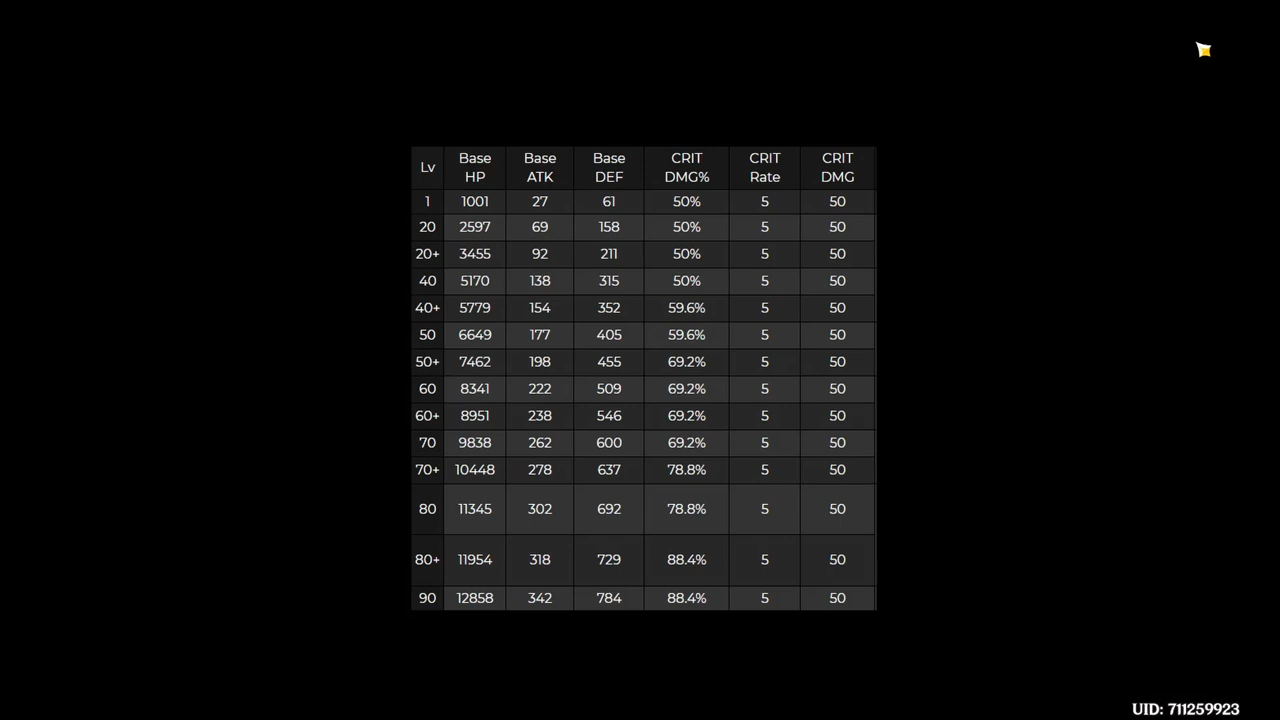 Lv Base HP Base ATK Base DEF CRIT DMG% CRIT Rate CRIT DMG
1 1001 27 61 50% 5 50
20 2597 69 158 50% 5 50
20+ 3455 92 211 50% 5 50
40 5170 138 315 50% 5 50
40+ 5779 154 352 59.6% 5 50
50 6649 177 405 59.6% 5 50
50+ 7462 198 455 69.2% 5 50
60 8341 222 509 69.2% 5 50
60+ 8951 238 546 69.2% 5 50
70 9838 262 600 69.2% 5 50
70+ 10448 278 637 78.8% 5 50
80 11345 302 692 78.8% 5 50
80+ 11954 318 729 88.4% 5 50
90 12858 342 784 88.4% 5 50
UID: 711259923